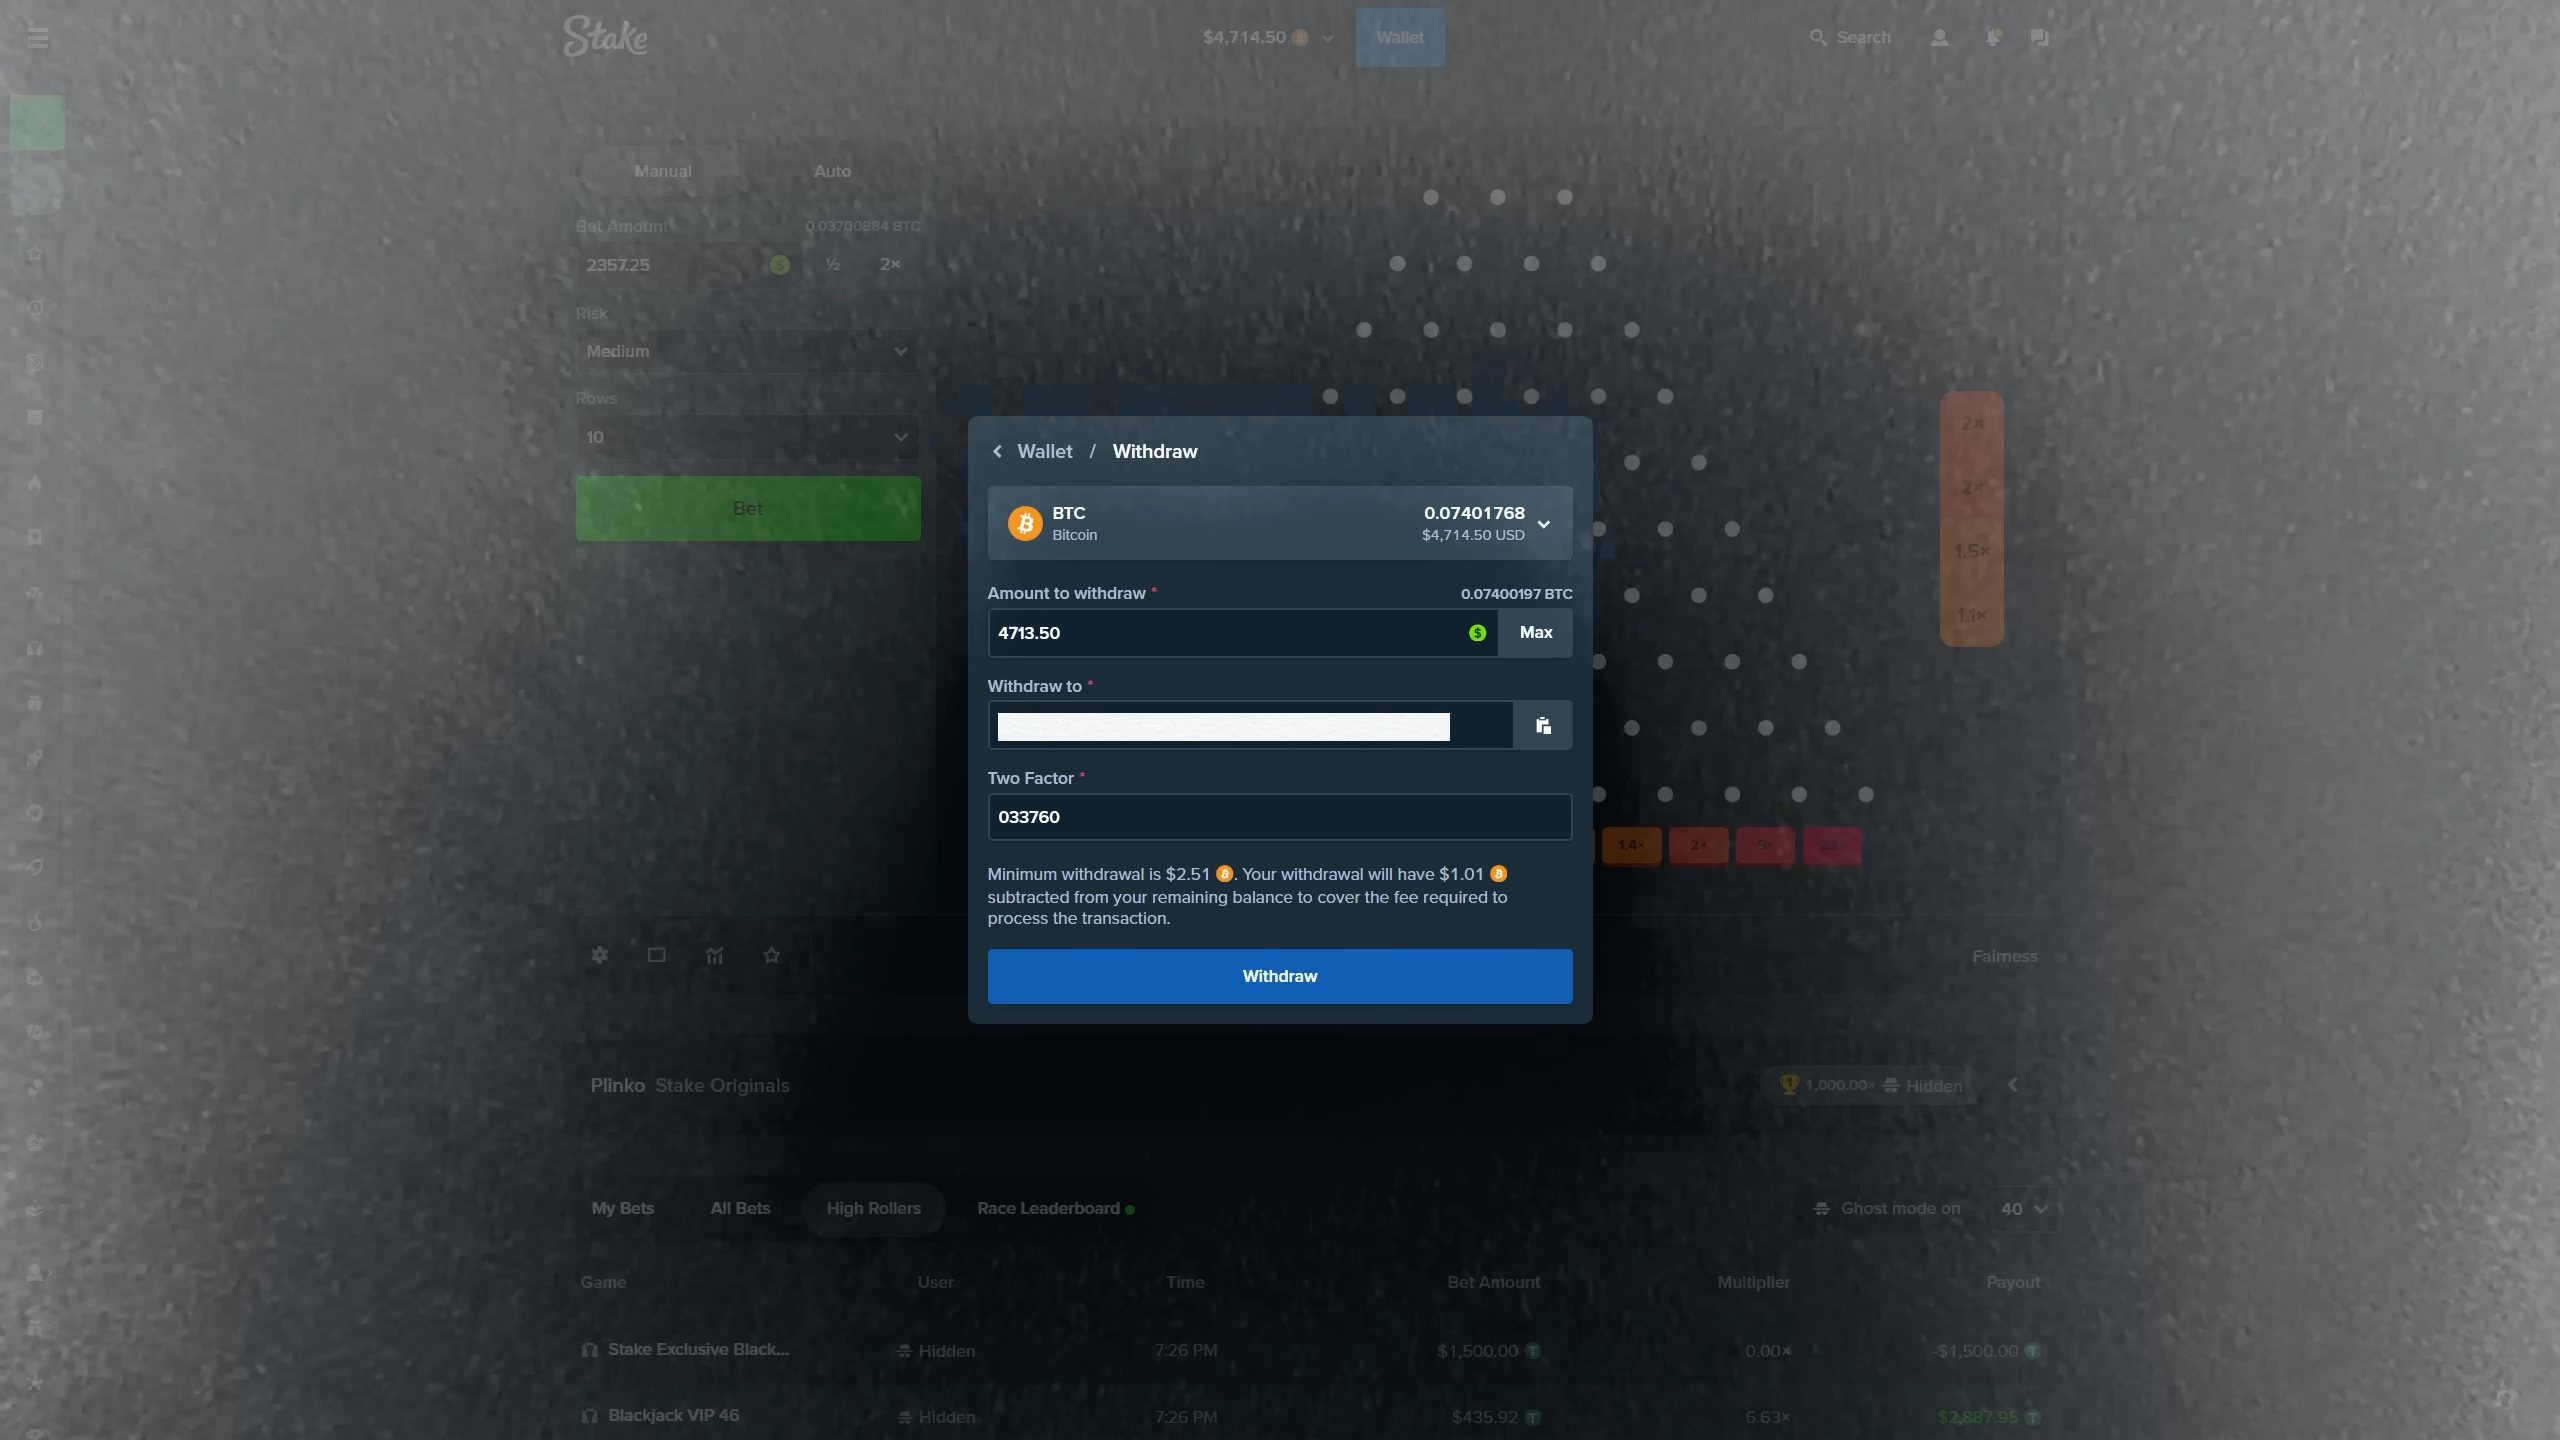 Stake
$4,714.50
Wallet
Search
Manual Auto
Bet Amount 0.03700884 BTC
2357.25 ½ 2×
Risk
Medium
Rows
10
Bet
2×
2×
1.5×
1.1×
Wallet / Withdraw
BTC 0.07401768
Bitcoin $4,714.50 USD
Amount to withdraw * 0.07400197 BTC
4713.50 Max
Withdraw to *
Two Factor *
033760
Minimum withdrawal is $2.51 . Your withdrawal will have $1.01
subtracted from your remaining balance to cover the fee required to
process the transaction.
Withdraw
1.4× 2× 5× 22×
Fairness
Plinko Stake Originals 1,000.00× Hidden
My Bets All Bets High Rollers Race Leaderboard Ghost mode on 40
Game User Time Bet Amount Multiplier Payout
Stake Exclusive Black... Hidden 7:26 PM $1,500.00 0.00× -$1,500.00
Blackjack VIP 46 Hidden 7:26 PM $435.92 6.63× $2,887.95